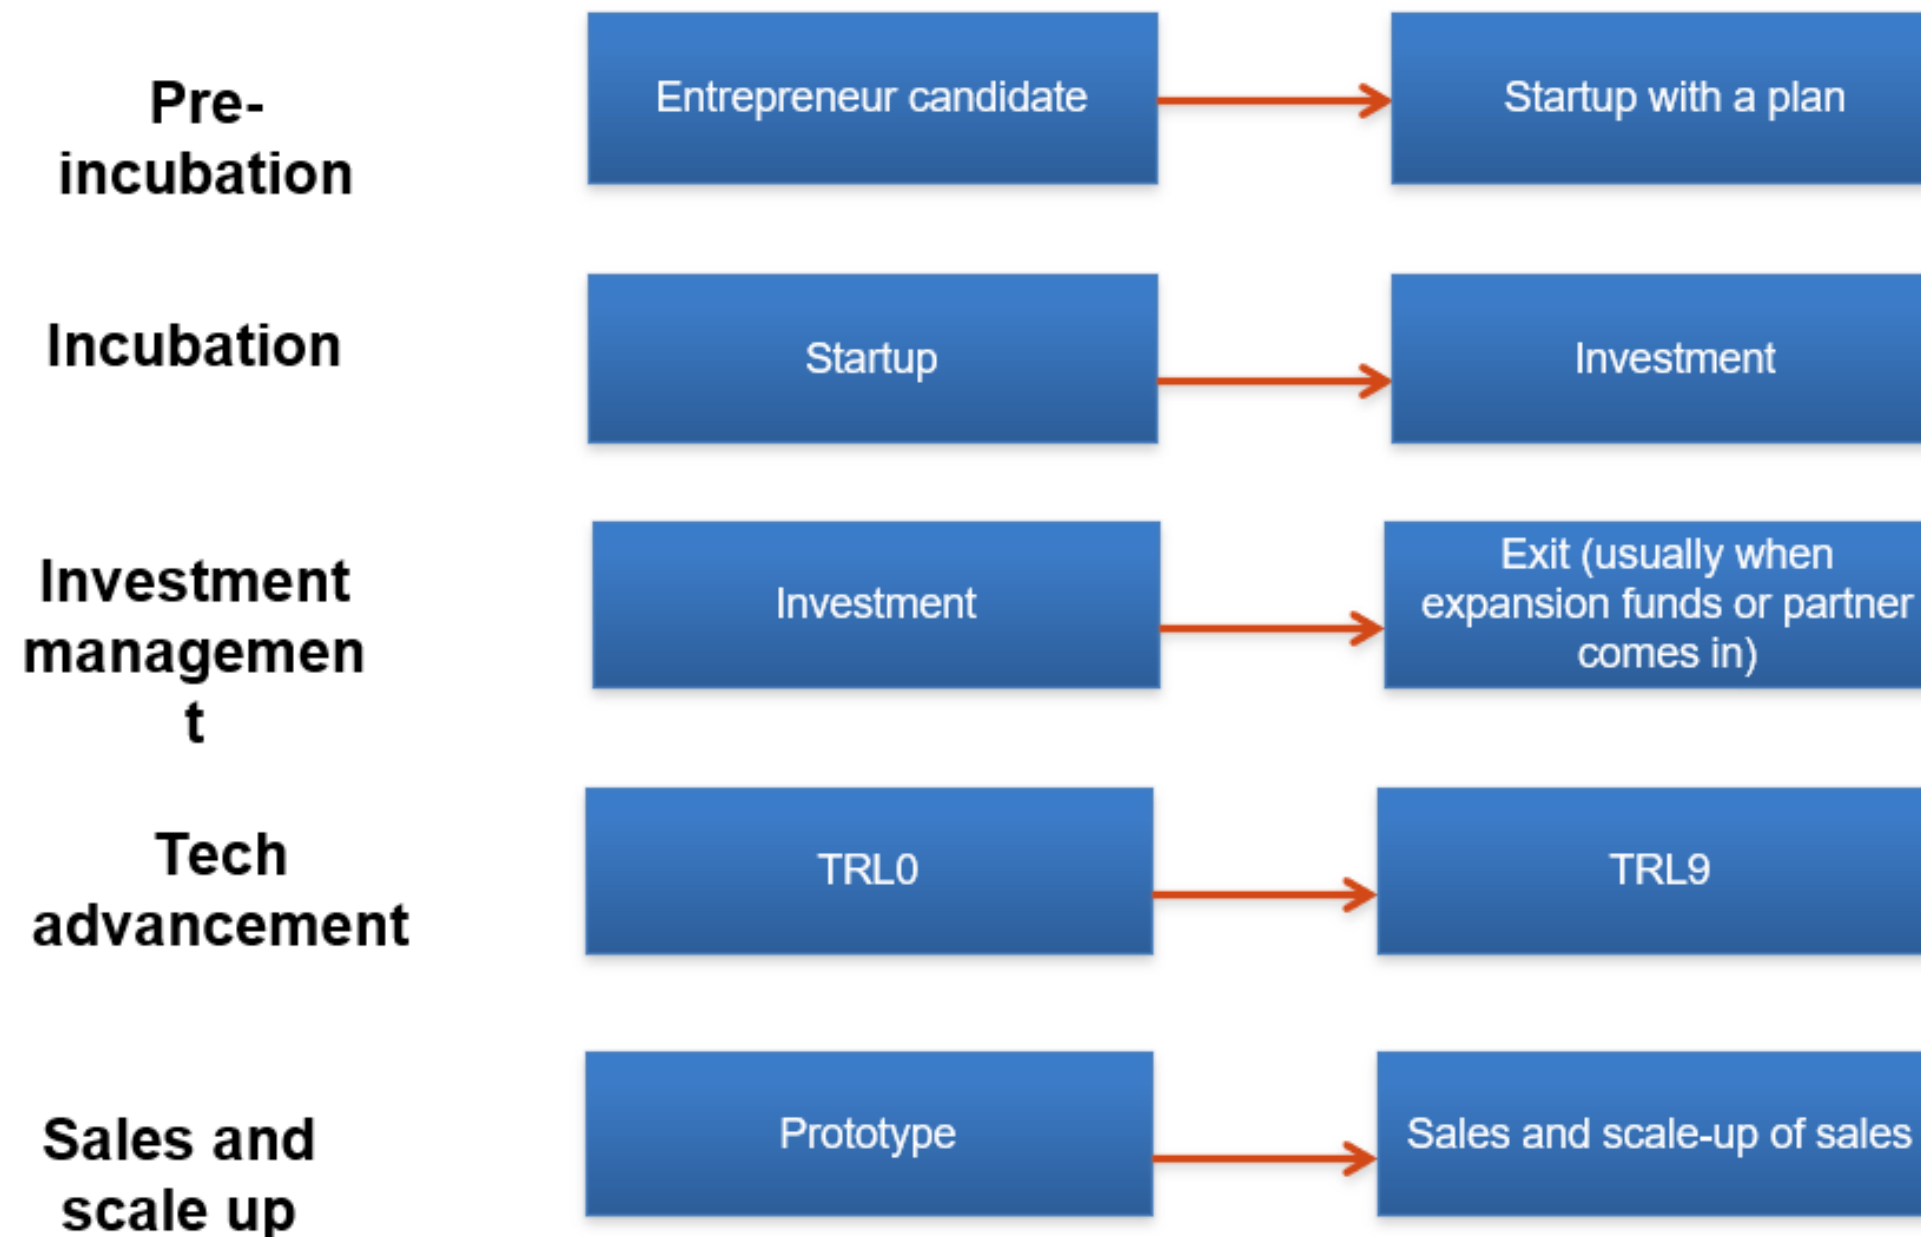 Pre-
incubation
Entrepreneur candidate
Startup with a plan
Incubation
Startup
Investment
Investment
managemen
t
Investment
Exit (usually when
expansion funds or partner
comes in)
Tech
advancement
TRL0
TRL9
Sales and
scale up
Prototype
Sales and scale-up of sales